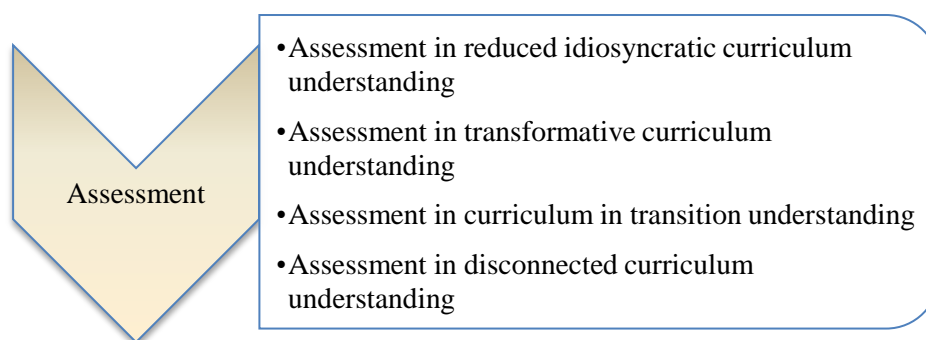 Assessment
•Assessment in reduced idiosyncratic curriculum
understanding
•Assessment in transformative curriculum
understanding
•Assessment in curriculum in transition understanding
•Assessment in disconnected curriculum
understanding